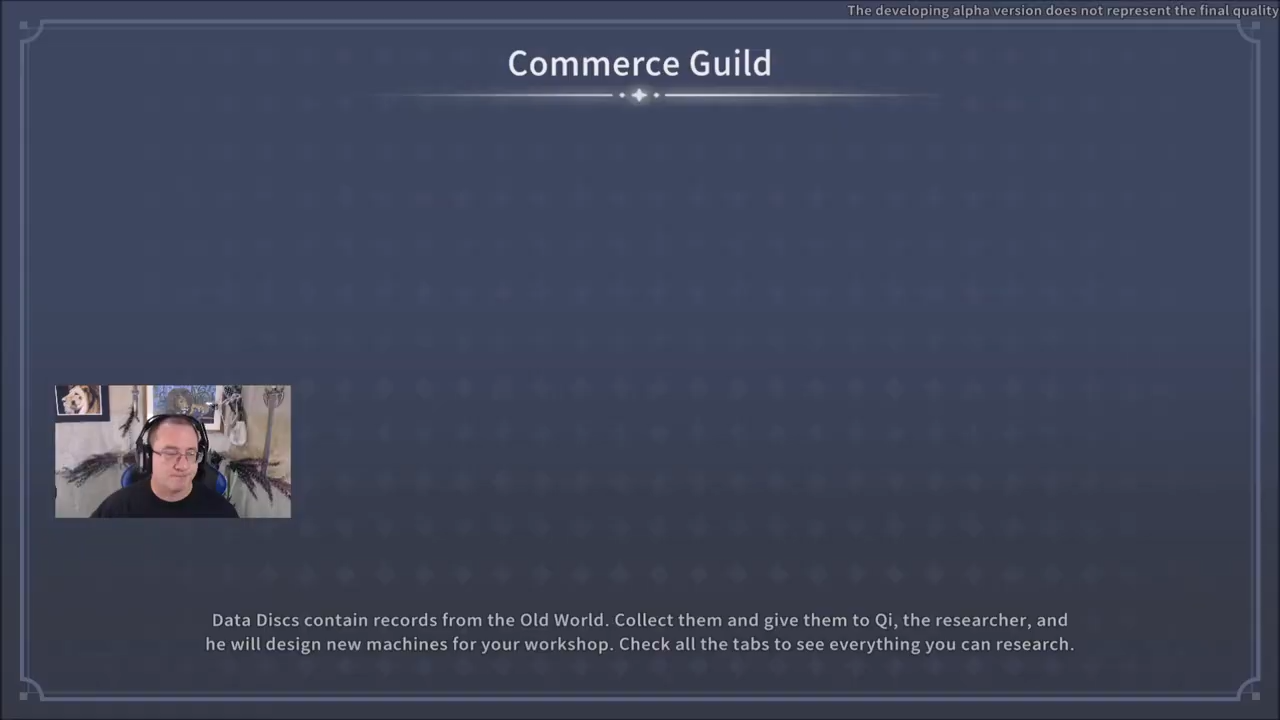 The developing alpha version does not represent the final quality
Commerce Guild
Data Discs contain records from the Old World. Collect them and give them to Qi, the researcher, and
he will design new machines for your workshop. Check all the tabs to see everything you can research.